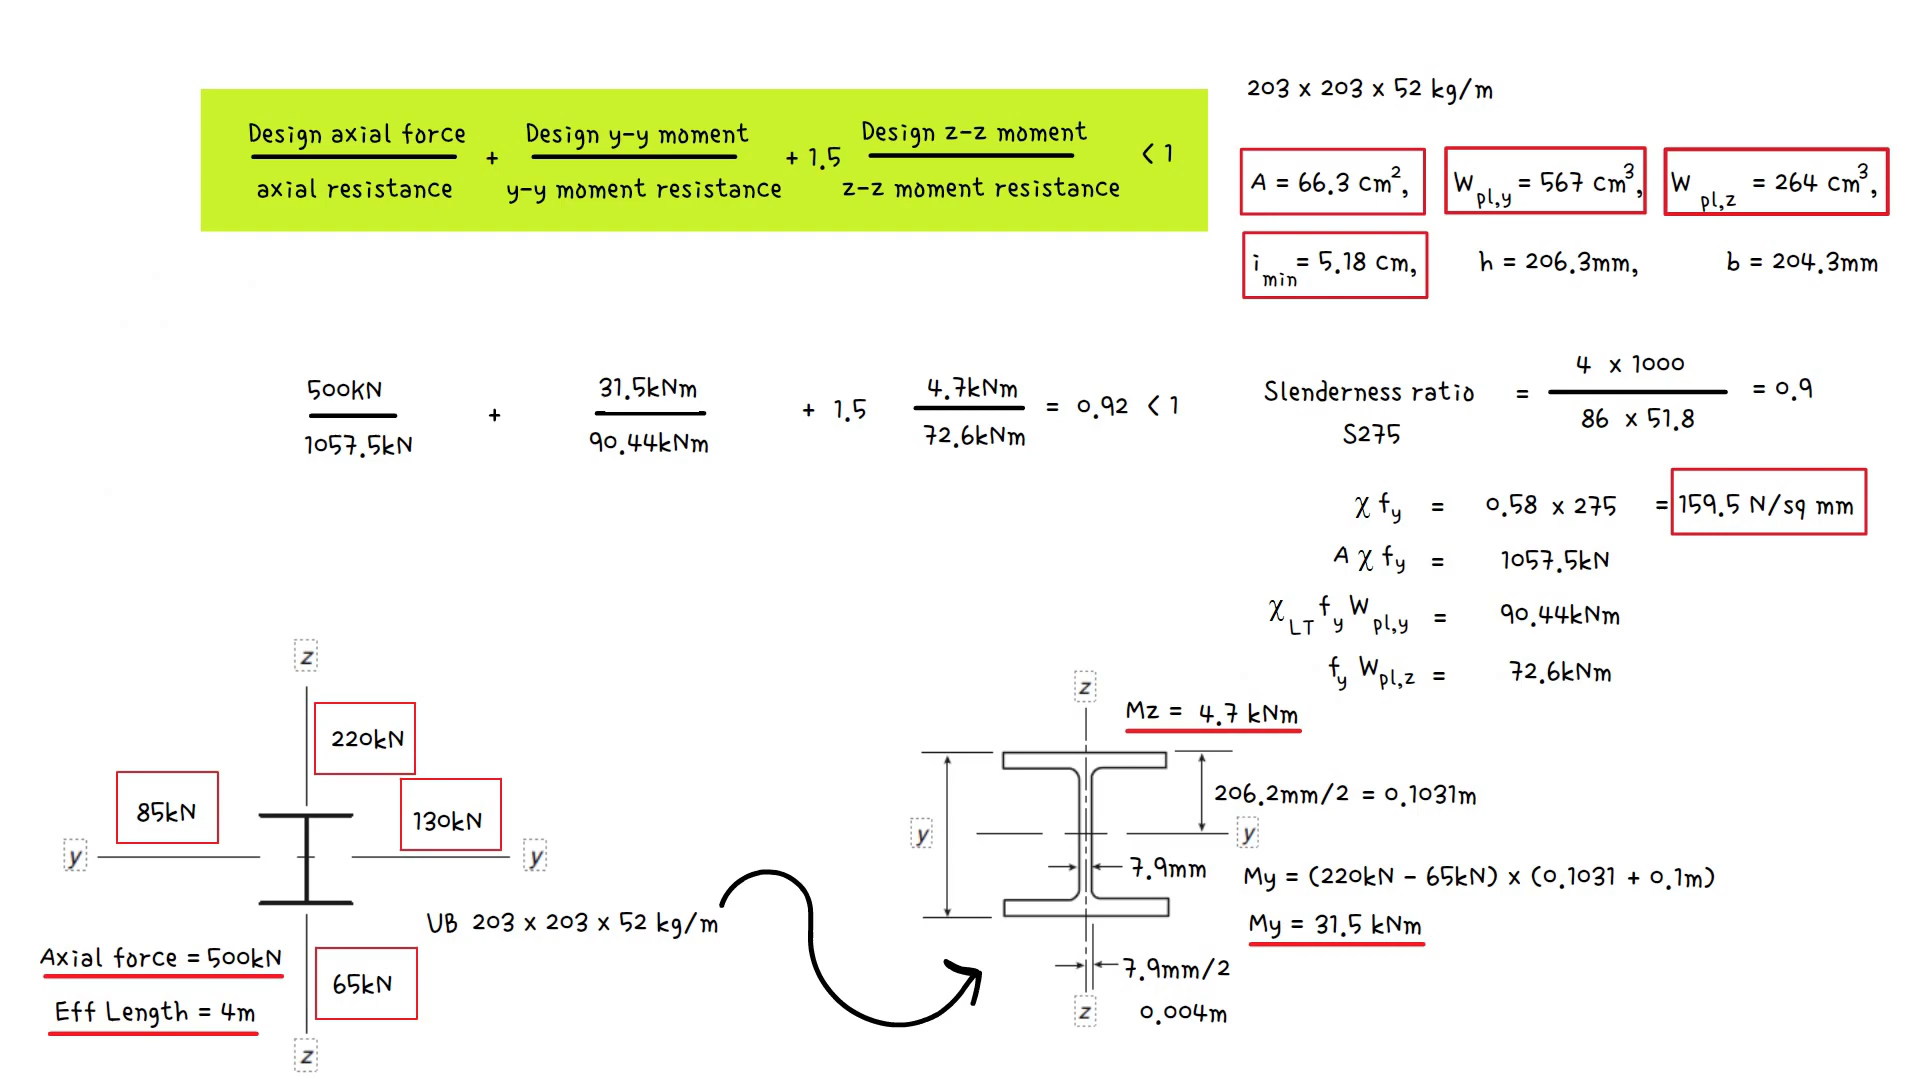 Design axial force + Design y-y moment + 1.5 Design z-z moment < 1
axial resistance y-y moment resistance z-z moment resistance
203 x 203 x 52 kg/m
A = 66.3 cm², W pl,y = 567 cm³, W pl,z = 264 cm³,
i min = 5.18 cm, h = 206.3mm, b = 204.3mm
500kN + 31.5kNm + 1.5 4.7kNm = 0.92 < 1
1057.5kN 90.44kNm 72.6kNm
Slenderness ratio = 4 x 1000 = 0.9
S275 86 x 51.8
χ fy = 0.58 x 275 = 159.5 N/sq mm
A χ fy = 1057.5kN
χ LT fy W pl,y = 90.44kNm
fy W pl,z = 72.6kNm
z
220kN
85kN
130kN
y y
UB 203 x 203 x 52 kg/m
Axial force = 500kN
65kN
Eff Length = 4m
z
z
Mz = 4.7 kNm
206.2mm/2 = 0.1031m
y y
7.9mm
My = (220kN - 65kN) x (0.1031 + 0.1m)
My = 31.5 kNm
7.9mm/2
z
0.004m